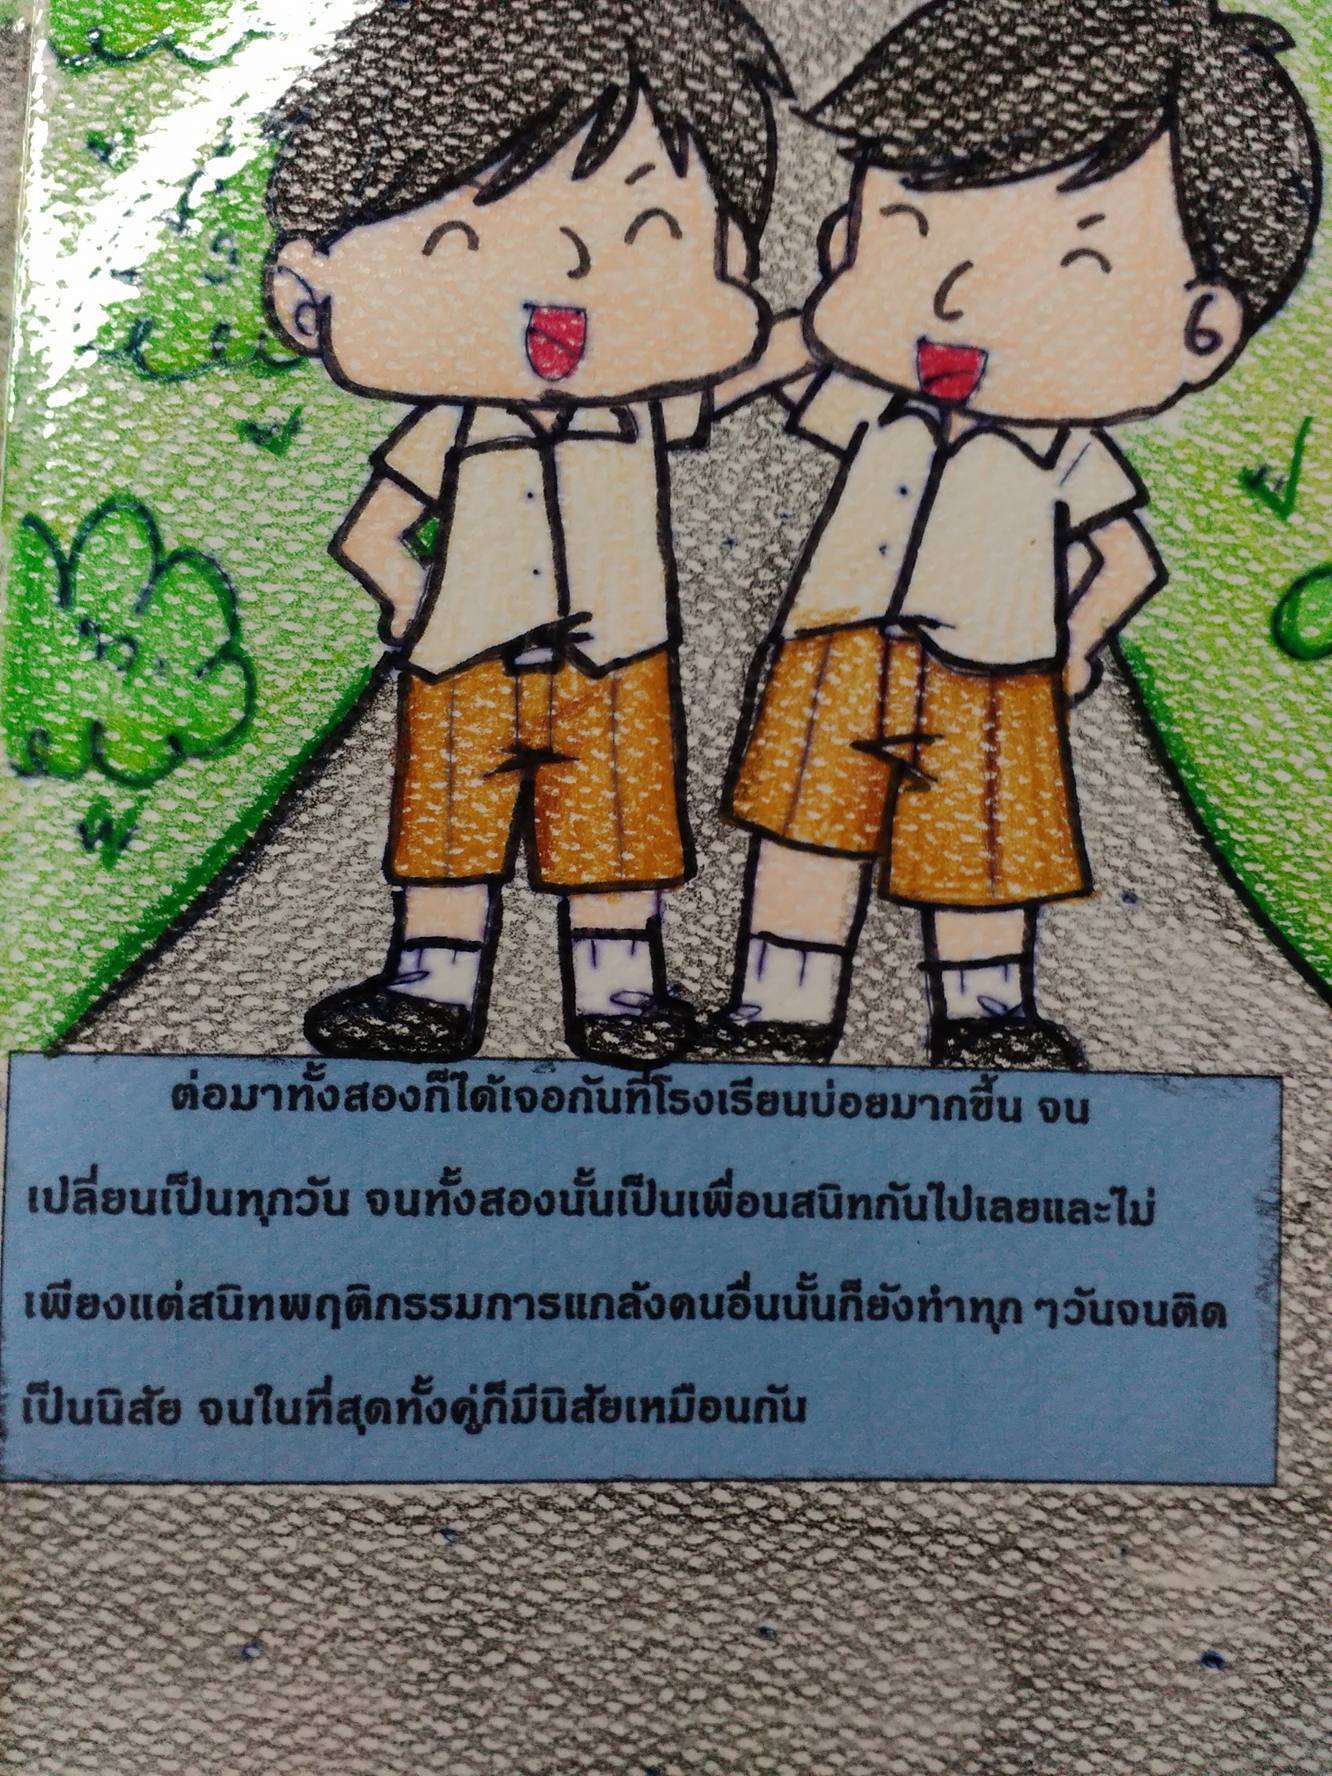 ต่อมาทั้งสองก็ได้เจอกันที่โรงเรียนบ่อยมากขึ้น จน
เปลี่ยนเป็นทุกวัน จนทั้งสองนั้นเป็นเพื่อนสนิทกันไปเลยและไม่
เพียงแต่สนิทพฤติกรรมการแกล้งคนอื่นนั้นก็ยังทำทุก ๆวันจนติด
เป็นนิสัย จนในที่สุดทั้งคู่ก็มีนิสัยเหมือนกัน